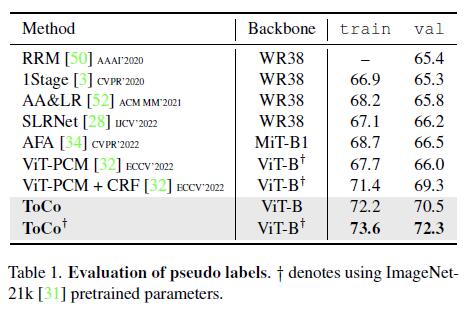 Method Backbone train val
RRM [50] AAAI'2020 WR38 – 65.4
1Stage [3] CVPR'2020 WR38 66.9 65.3
AA&LR [52] ACM MM'2021 WR38 68.2 65.8
SLRNet [28] IJCV'2022 WR38 67.1 66.2
AFA [34] CVPR'2022 MiT-B1 68.7 66.5
ViT-PCM [32] ECCV'2022 ViT-B† 67.7 66.0
ViT-PCM + CRF [32] ECCV'2022 ViT-B† 71.4 69.3
ToCo ViT-B 72.2 70.5
ToCo† ViT-B† 73.6 72.3
Table 1. Evaluation of pseudo labels. † denotes using ImageNet-
21k [31] pretrained parameters.